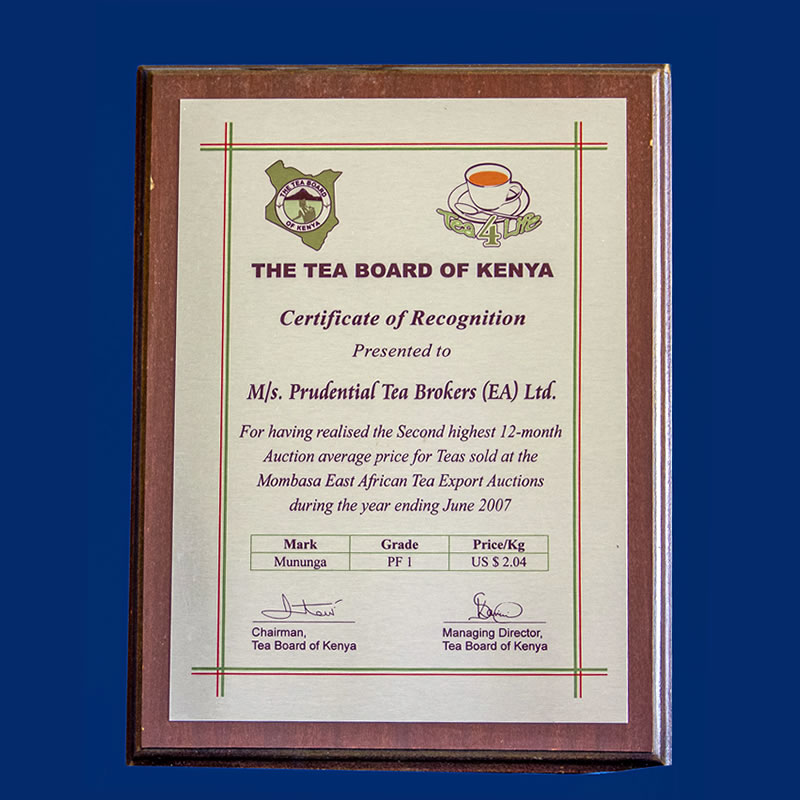 THE TEA BOARD
OF KENYA
Tea 4 Life
THE TEA BOARD OF KENYA
Certificate of Recognition
Presented to
M/s. Prudential Tea Brokers (EA) Ltd.
For having realised the Second highest 12-month
Auction average price for Teas sold at the
Mombasa East African Tea Export Auctions
during the year ending June 2007
Mark Grade Price/Kg
Mununga PF 1 US $ 2.04
Chairman, Managing Director,
Tea Board of Kenya Tea Board of Kenya